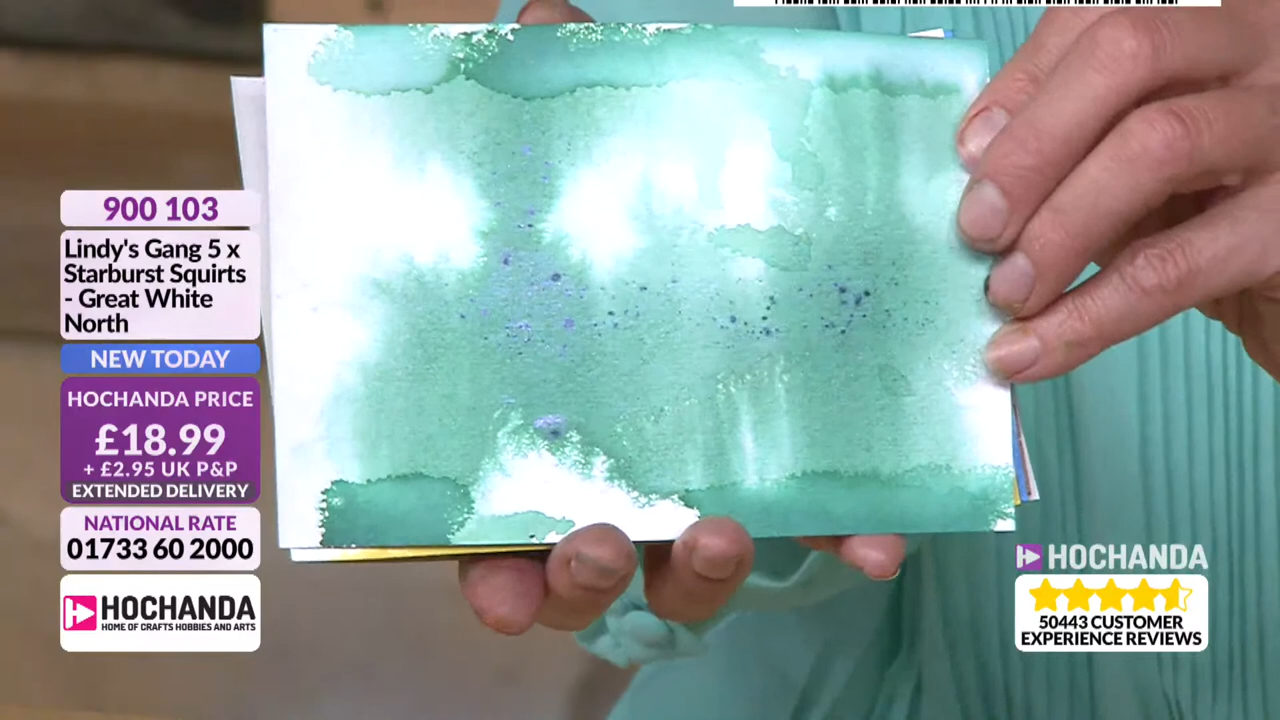 900 103
Lindy's Gang 5 x
Starburst Squirts
- Great White
North
NEW TODAY
HOCHANDA PRICE
£18.99
+ £2.95 UK P&P
EXTENDED DELIVERY
NATIONAL RATE
01733 60 2000
HOCHANDA
HOME OF CRAFTS HOBBIES AND ARTS
HOCHANDA
50443 CUSTOMER
EXPERIENCE REVIEWS